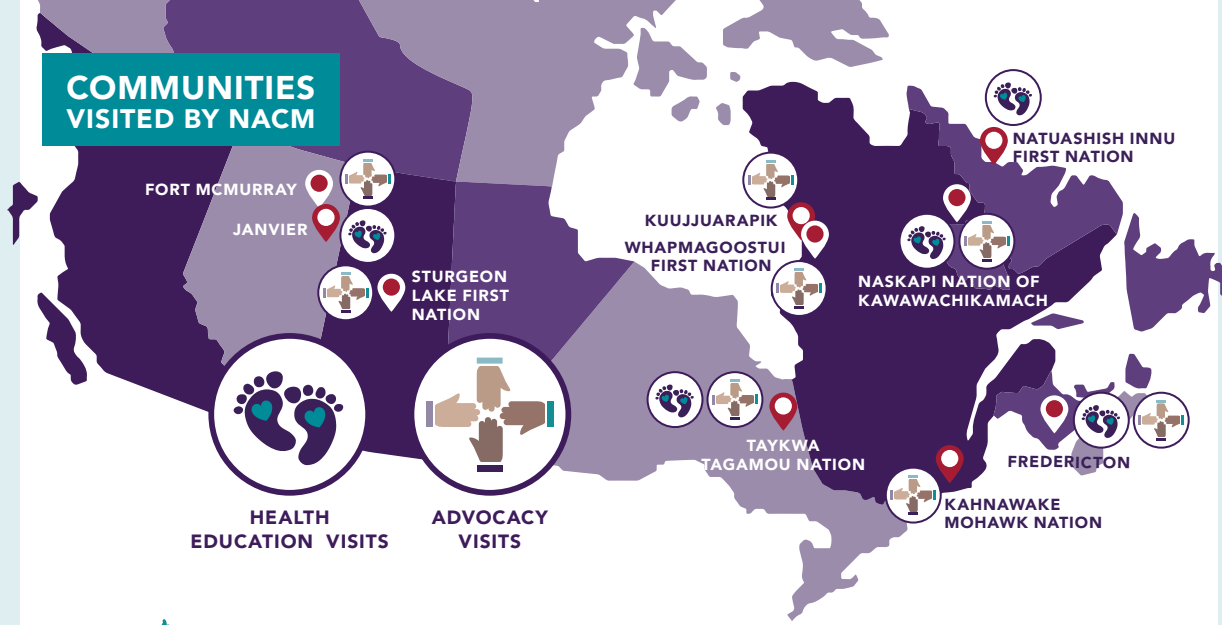 COMMUNITIES
VISITED BY NACM
FORT MCMURRAY
JANVIER
STURGEON
LAKE FIRST
NATION
KUUJJUARAPIK
WHAPMAGOOSTUI
FIRST NATION
NATUASHISH INNU
FIRST NATION
NASKAPI NATION OF
KAWAWACHIKAMACH
TAYKWA
TAGAMOU NATION
FREDERICTON
KAHNAWAKE
MOHAWK NATION
HEALTH
EDUCATION VISITS
ADVOCACY
VISITS